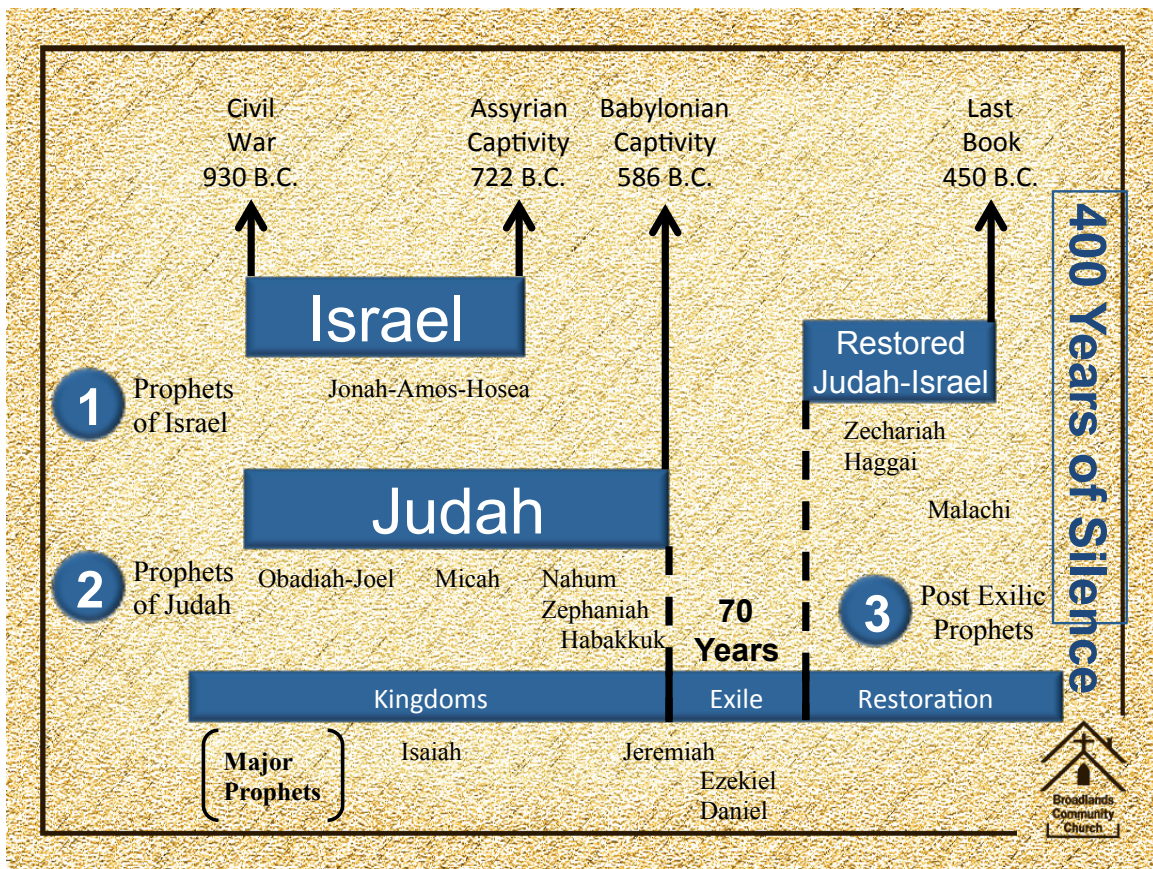 Civil
War
930 B.C.
Assyrian
Captivity
722 B.C.
Babylonian
Captivity
586 B.C.
Last
Book
450 B.C.
400 Years of Silence
Israel
Restored
Judah-Israel
1
Prophets
of Israel
Jonah-Amos-Hosea
Zechariah
Haggai
Malachi
Judah
2
Prophets
of Judah
Obadiah-Joel
Micah
Nahum
Zephaniah
Habakkuk
70
Years
3
Post Exilic
Prophets
Kingdoms
Exile
Restoration
Major
Prophets
Isaiah
Jeremiah
Ezekiel
Daniel
Broadlands
Community
Church